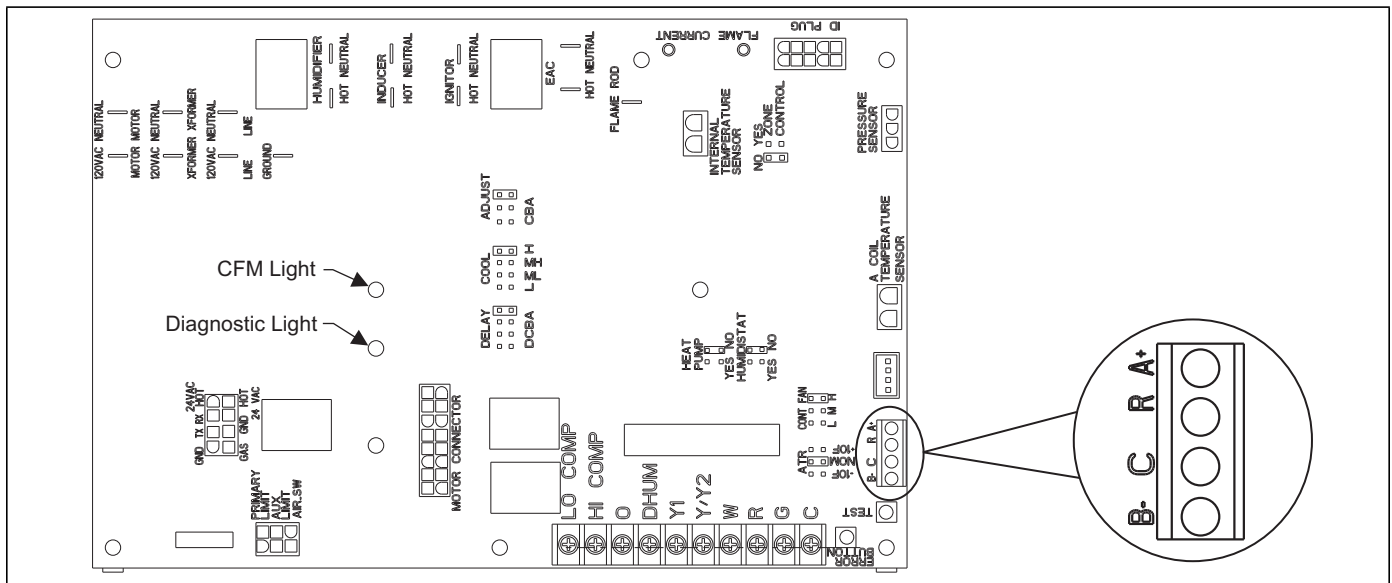 120VAC NEUTRAL
MOTOR MOTOR
120VAC NEUTRAL
XFORMER XFORMER
120VAC NEUTRAL
LINE LINE
GROUND
HUMIDIFIER
HOT NEUTRAL
INDUCER
HOT NEUTRAL
IGNITOR
HOT NEUTRAL
EAC
HOT NEUTRAL
FLAME ROD
FLAME CURRENT
ID PLUG
INTERNAL
TEMPERATURE
SENSOR
NO YES
ZONE
CONTROL
PRESSURE
SENSOR
ADJUST
CBA
CFM Light
COOL
L ML MH H
A COIL
TEMPERATURE
SENSOR
Diagnostic Light
DELAY
DCBA
HEAT
PUMP
YES NO
HUMIDISTAT
YES NO
24VAC
GND TX RX HOT
GAS GND HOT
24 VAC
MOTOR CONNECTOR
CONT FAN
L M H
ATR
-10F NOM +10F
B- C R A+
B- C R A+
PRIMARY
LIMIT
AUX
LIMIT
AIR_SW
LO COMP
HI COMP
O
DHUM
Y1
Y/Y2
W
R
G
C
TEST
ERROR
BUTTON